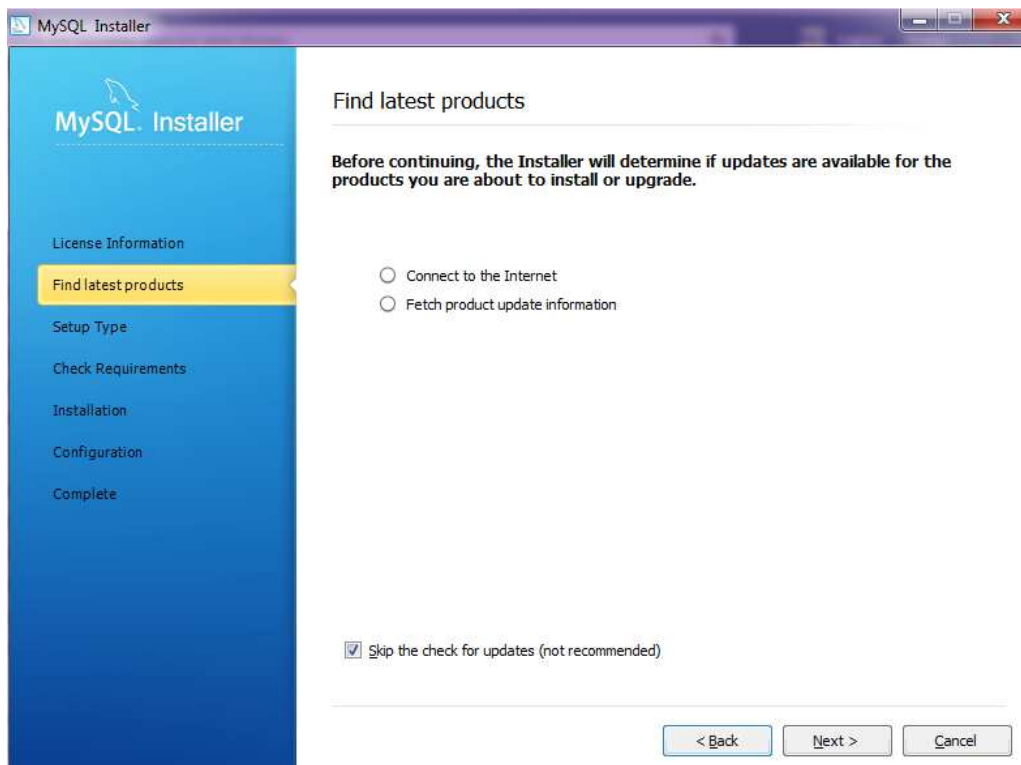 MySQL Installer
MySQL. Installer
License Information
Find latest products
Setup Type
Check Requirements
Installation
Configuration
Complete
Find latest products
Before continuing, the Installer will determine if updates are available for the
products you are about to install or upgrade.
Connect to the Internet
Fetch product update information
Skip the check for updates (not recommended)
< Back
Next >
Cancel